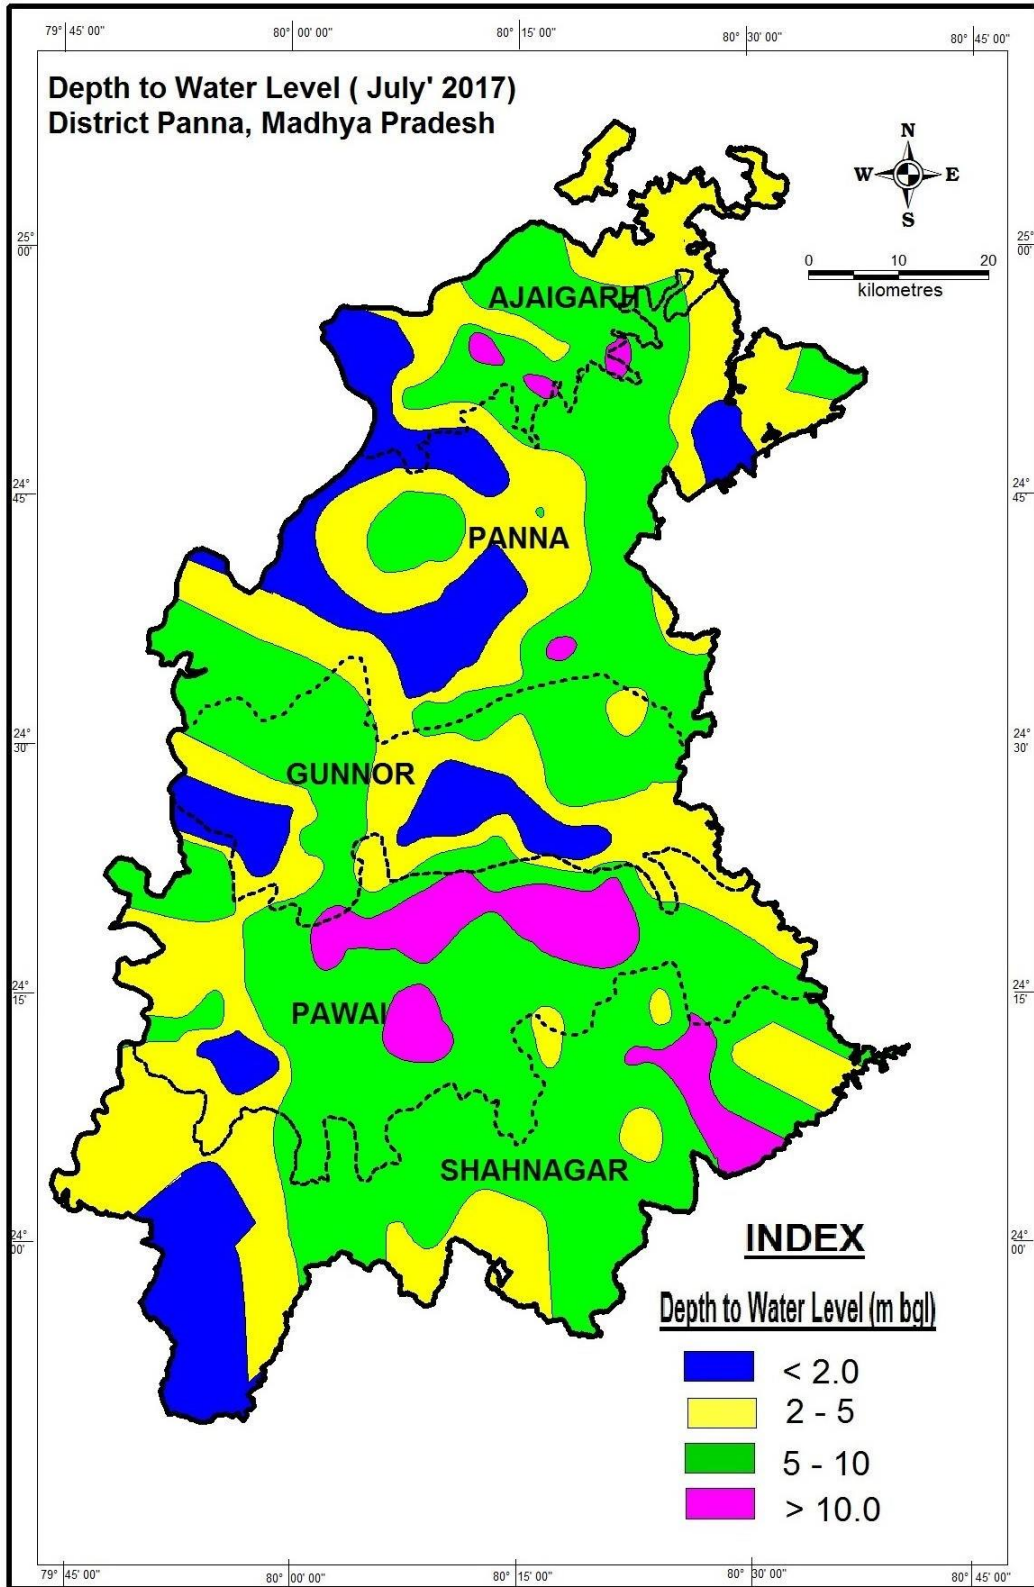 79° 45' 00"
80° 00' 00"
80° 15' 00"
80° 30' 00"
80° 45' 00"
Depth to Water Level ( July' 2017)
District Panna, Madhya Pradesh
N
W E
S
25°
00'
25°
00'
0 10 20
kilometres
AJAIGARH
24°
45'
24°
45'
PANNA
24°
30'
24°
30'
GUNNOR
24°
15'
24°
15'
PAWAI
SHAHNAGAR
24°
00'
24°
00'
INDEX
Depth to Water Level (m bgl)
< 2.0
2 - 5
5 - 10
> 10.0
79° 45' 00"
80° 00' 00"
80° 15' 00"
80° 30' 00"
80° 45' 00"